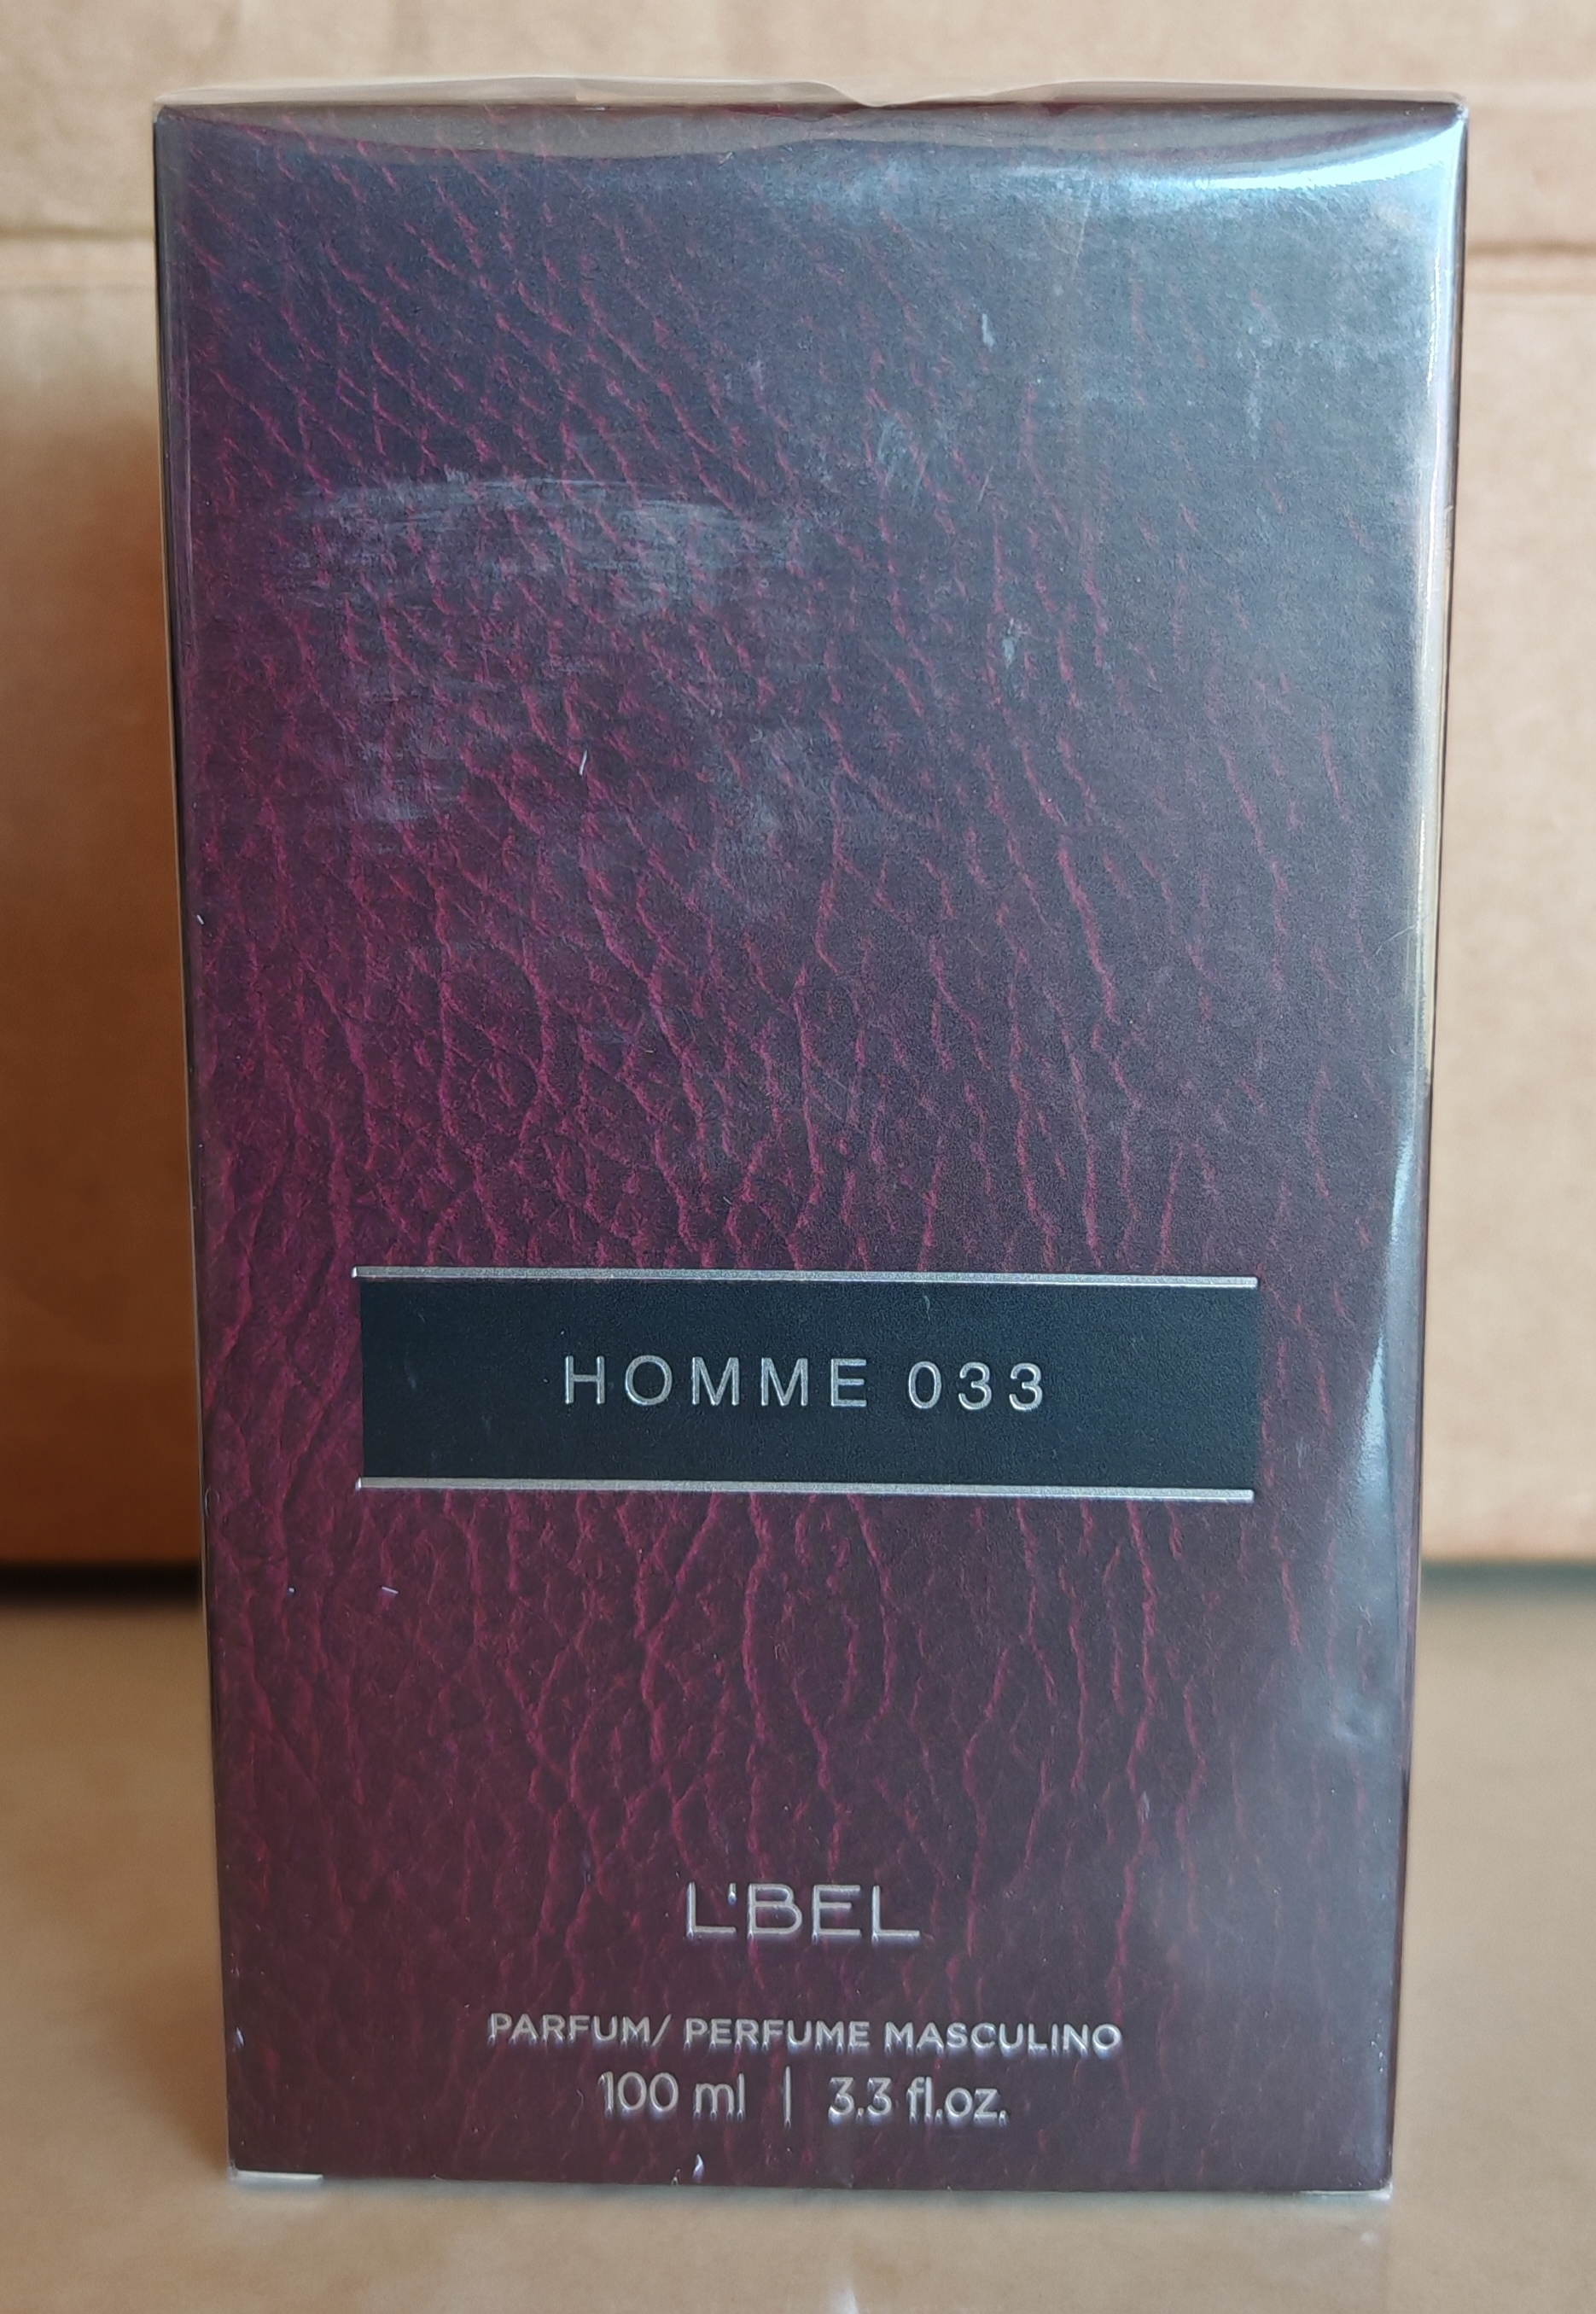 HOMME 033
L'BEL
PARFUM/ PERFUME MASCULINO
100 ml | 3.3 fl.oz.